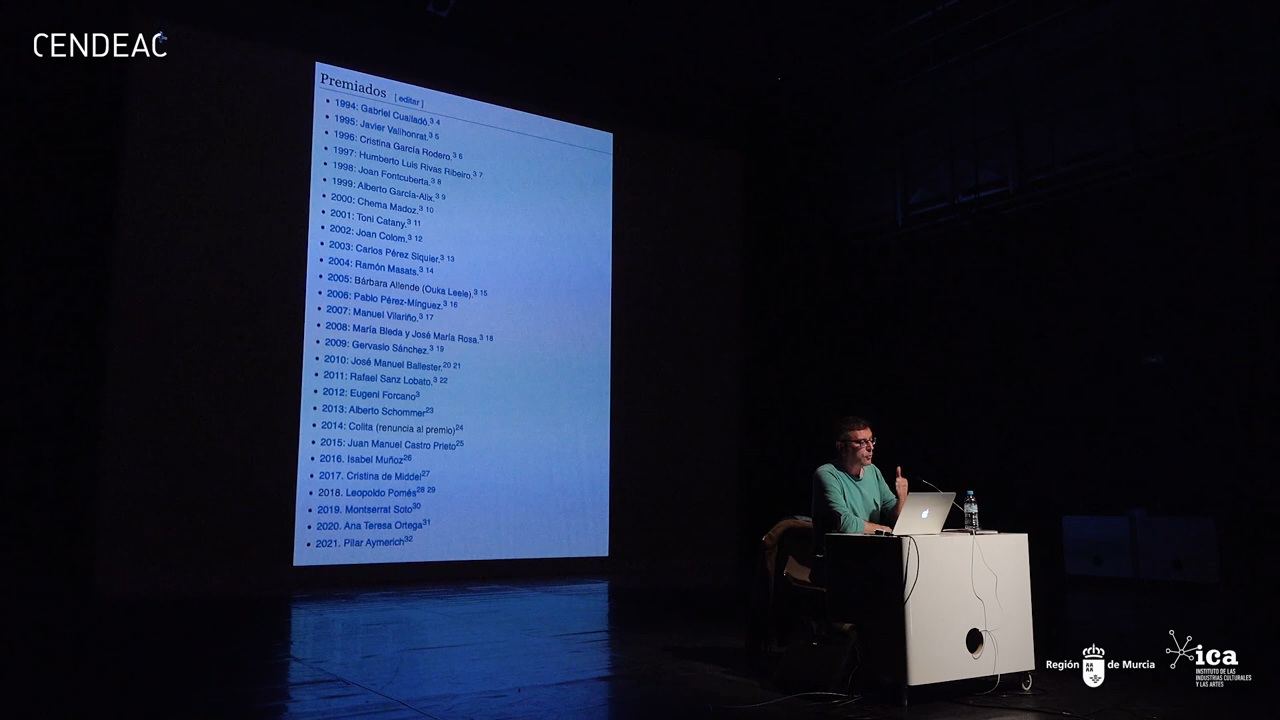 CENDEAC
Premiados [ editar ]
• 1994: Gabriel Cualladó.3 4
• 1995: Javier Vallhonrat.3 5
• 1996: Cristina García Rodero.3 6
• 1997: Humberto Luis Rivas Ribeiro.3 7
• 1998: Joan Fontcuberta.3 8
• 1999: Alberto García-Alix.3 9
• 2000: Chema Madoz.3 10
• 2001: Toni Catany.3 11
• 2002: Joan Colom.3 12
• 2003: Carlos Pérez Siquier.3 13
• 2004: Ramón Masats.3 14
• 2005: Bárbara Allende (Ouka Leele).3 15
• 2006: Pablo Pérez-Mínguez.3 16
• 2007: Manuel Vilariño.3 17
• 2008: María Bleda y José María Rosa.3 18
• 2009: Gervasio Sánchez.3 19
• 2010: José Manuel Ballester.20 21
• 2011: Rafael Sanz Lobato.3 22
• 2012: Eugeni Forcano3
• 2013: Alberto Schommer23
• 2014: Colita (renuncia al premio)24
• 2015: Juan Manuel Castro Prieto25
• 2016. Isabel Muñoz26
• 2017. Cristina de Middel27
• 2018. Leopoldo Pomés28 29
• 2019. Montserrat Soto30
• 2020. Ana Teresa Ortega31
• 2021. Pilar Aymerich32
Región de Murcia
ica
INSTITUTO DE LAS
INDUSTRIAS CULTURALES
Y LAS ARTES